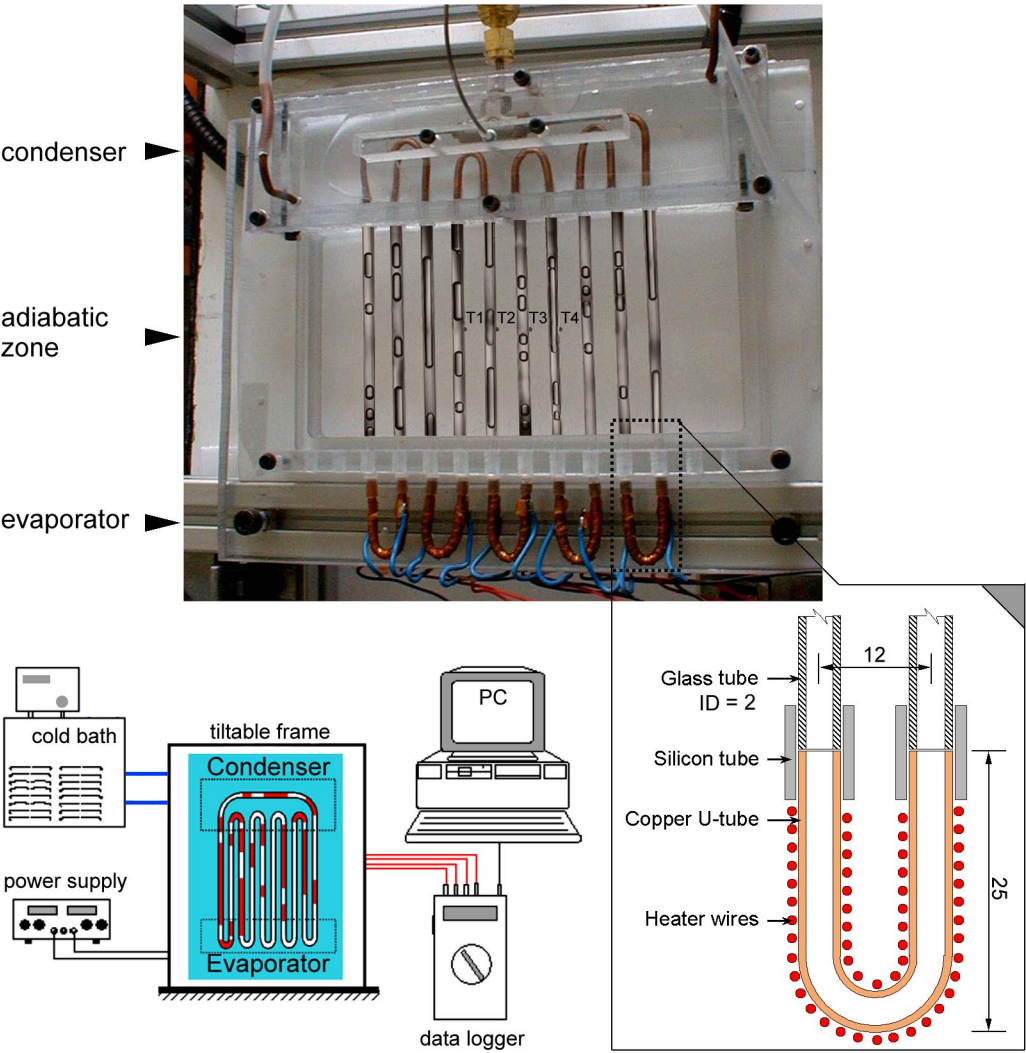 condenser
adiabatic
zone
evaporator
T1
T2
T3
T4
cold bath
power supply
tiltable frame
Condenser
Evaporator
PC
data logger
12
Glass tube
ID = 2
Silicon tube
Copper U-tube
Heater wires
25